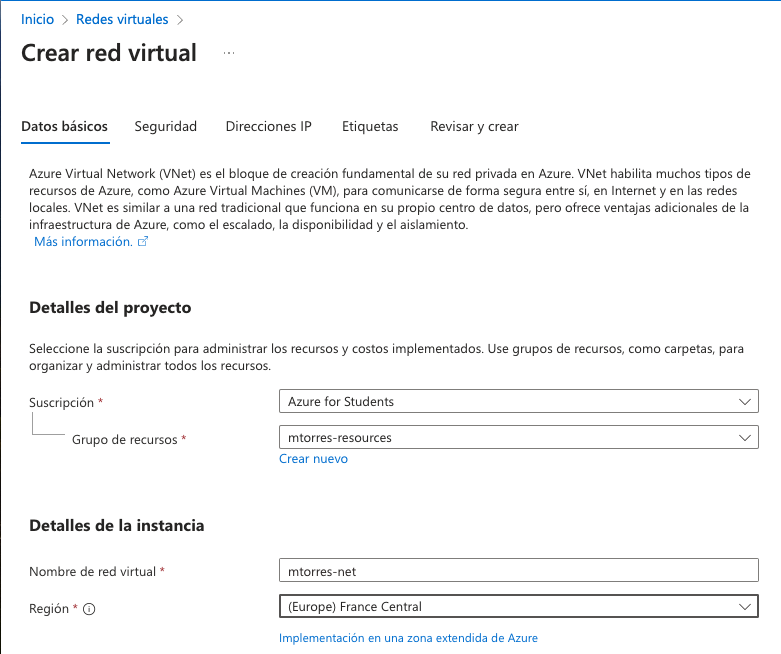 Inicio > Redes virtuales >
Crear red virtual ...
Datos básicos Seguridad Direcciones IP Etiquetas Revisar y crear
Azure Virtual Network (VNet) es el bloque de creación fundamental de su red privada en Azure. VNet habilita muchos tipos de
recursos de Azure, como Azure Virtual Machines (VM), para comunicarse de forma segura entre sí, en Internet y en las redes
locales. VNet es similar a una red tradicional que funciona en su propio centro de datos, pero ofrece ventajas adicionales de la
infraestructura de Azure, como el escalado, la disponibilidad y el aislamiento.
Más información.
Detalles del proyecto
Seleccione la suscripción para administrar los recursos y costos implementados. Use grupos de recursos, como carpetas, para
organizar y administrar todos los recursos.
Suscripción * Azure for Students
Grupo de recursos * mtorres-resources
Crear nuevo
Detalles de la instancia
Nombre de red virtual * mtorres-net
Región * (Europe) France Central
Implementación en una zona extendida de Azure